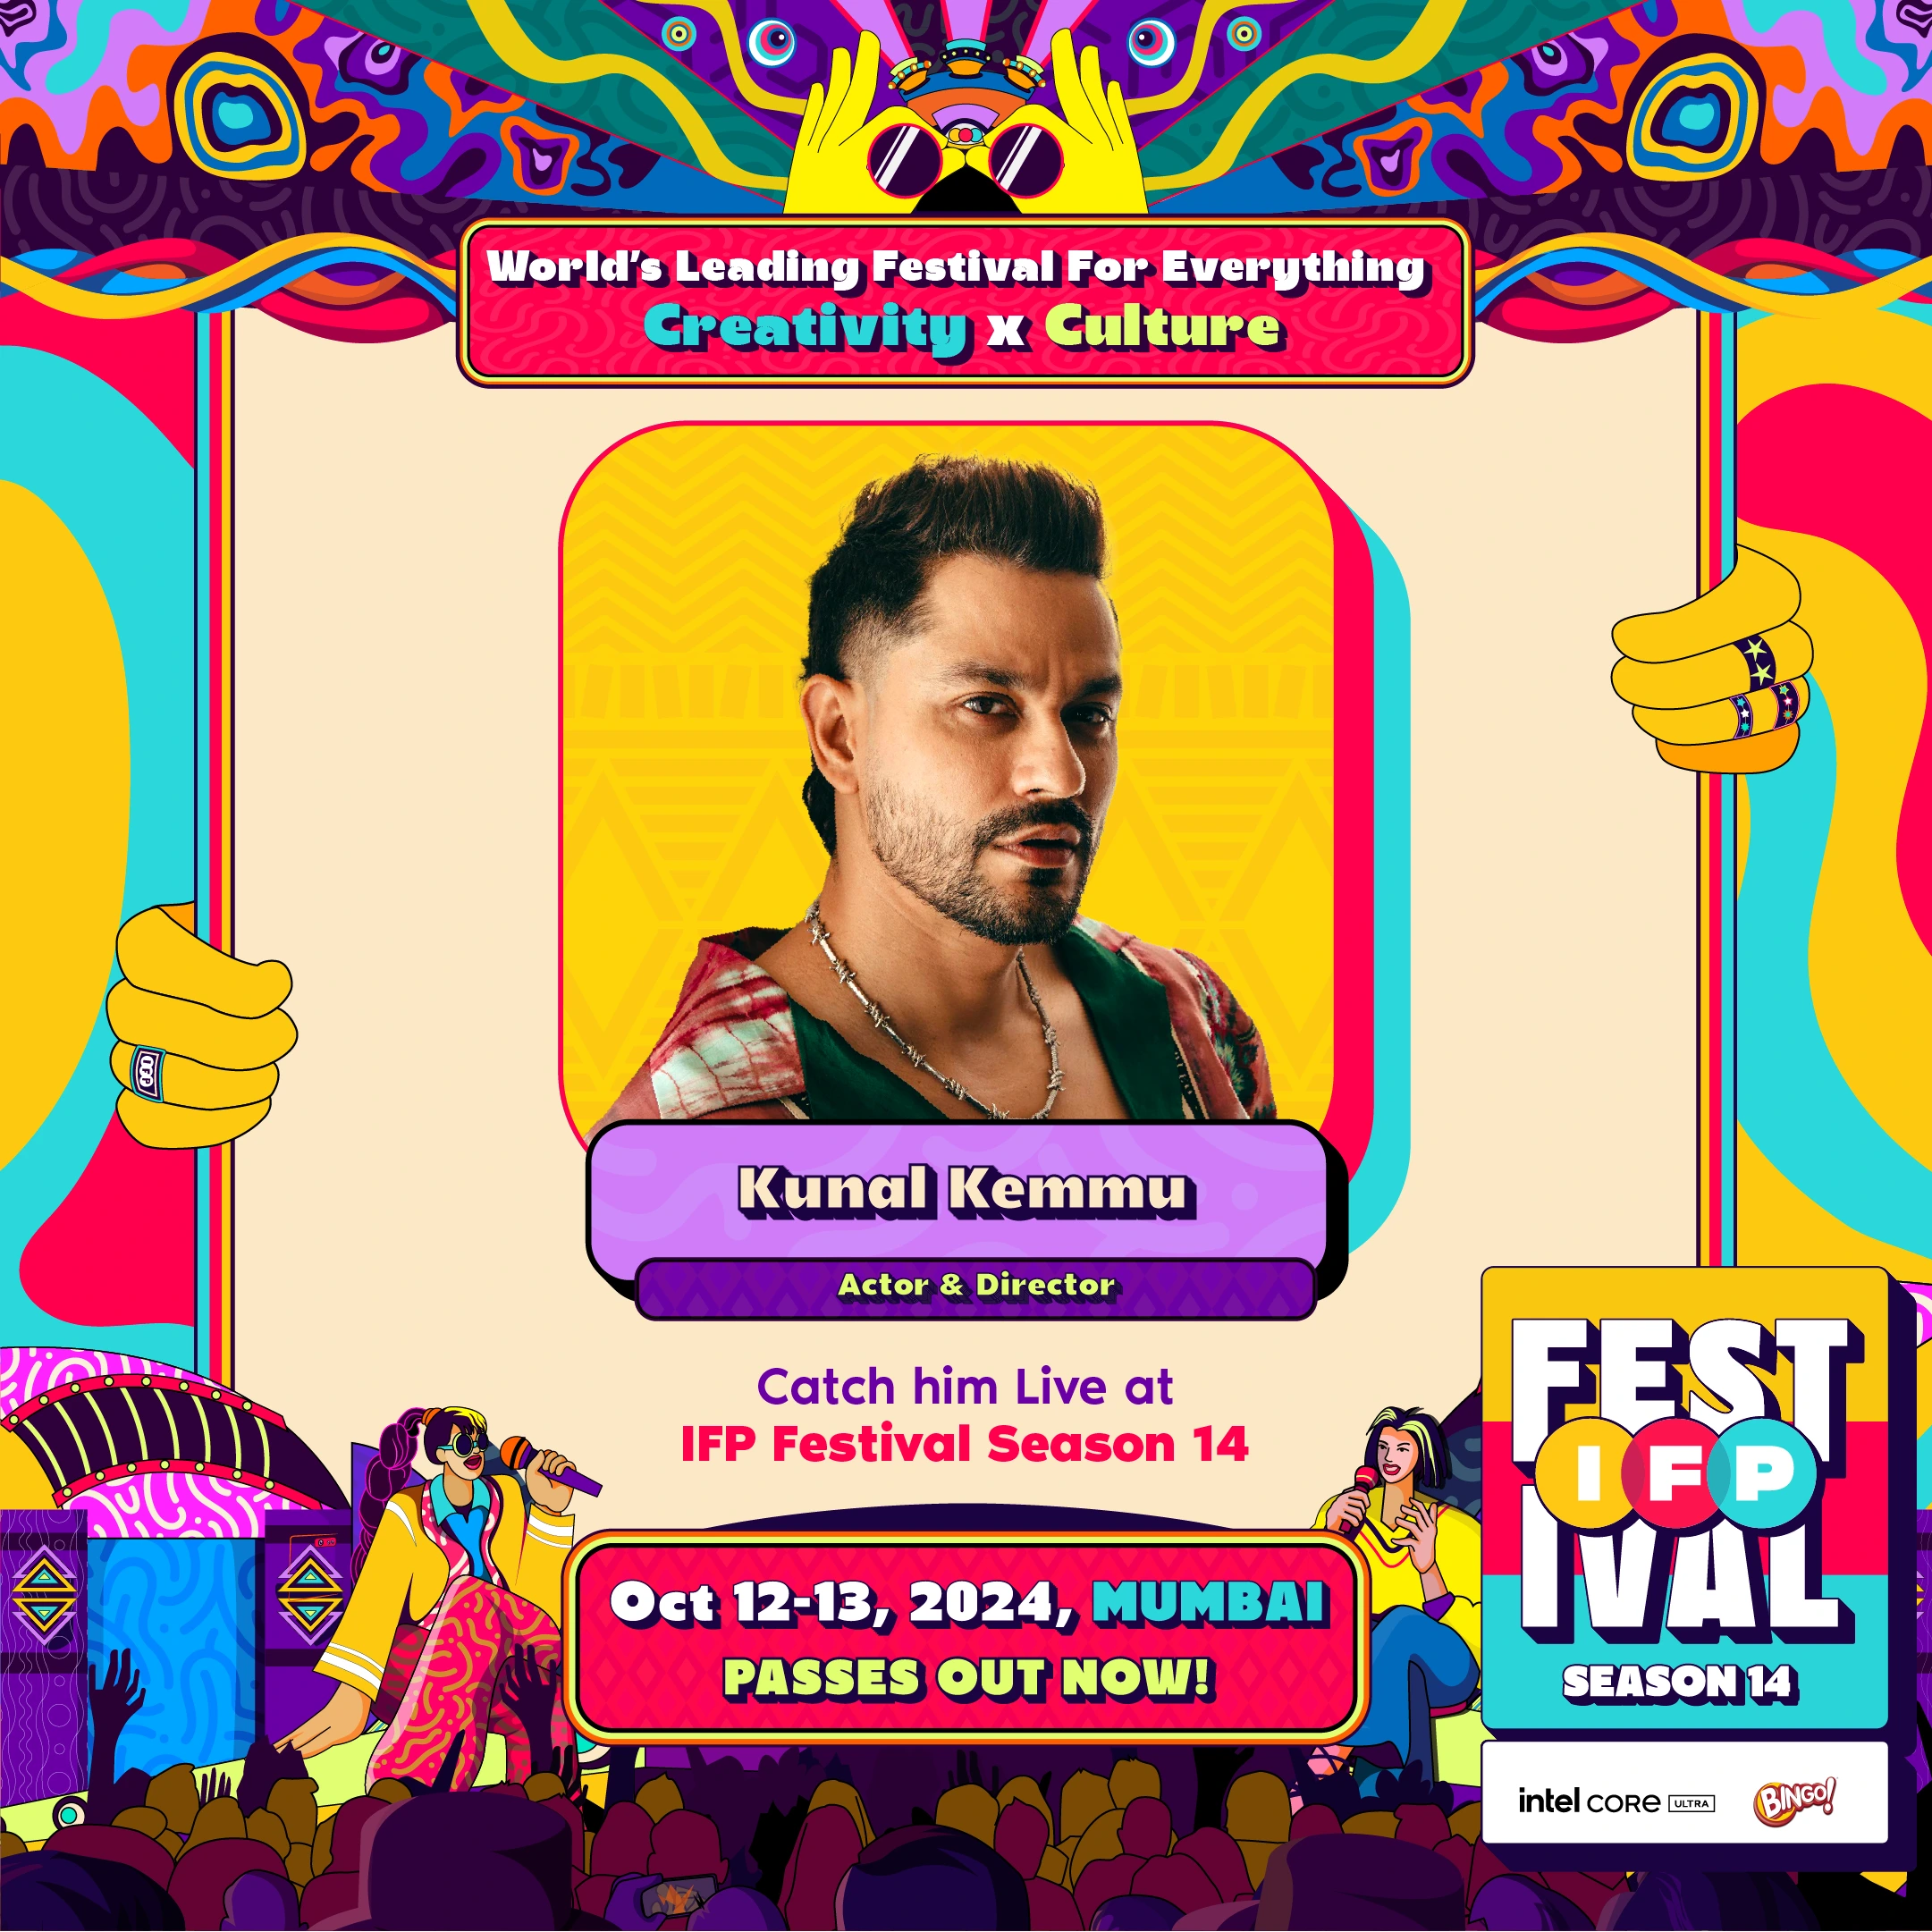 World's Leading Festival For Everything
Creativity x Culture
Kunal Kemmu
Actor & Director
Catch him Live at
IFP Festival Season 14
Oct 12-13, 2024, MUMBAI
PASSES OUT NOW!
FEST
IFP
IVAL
SEASON 14
intel CORE ULTRA
BINGO!